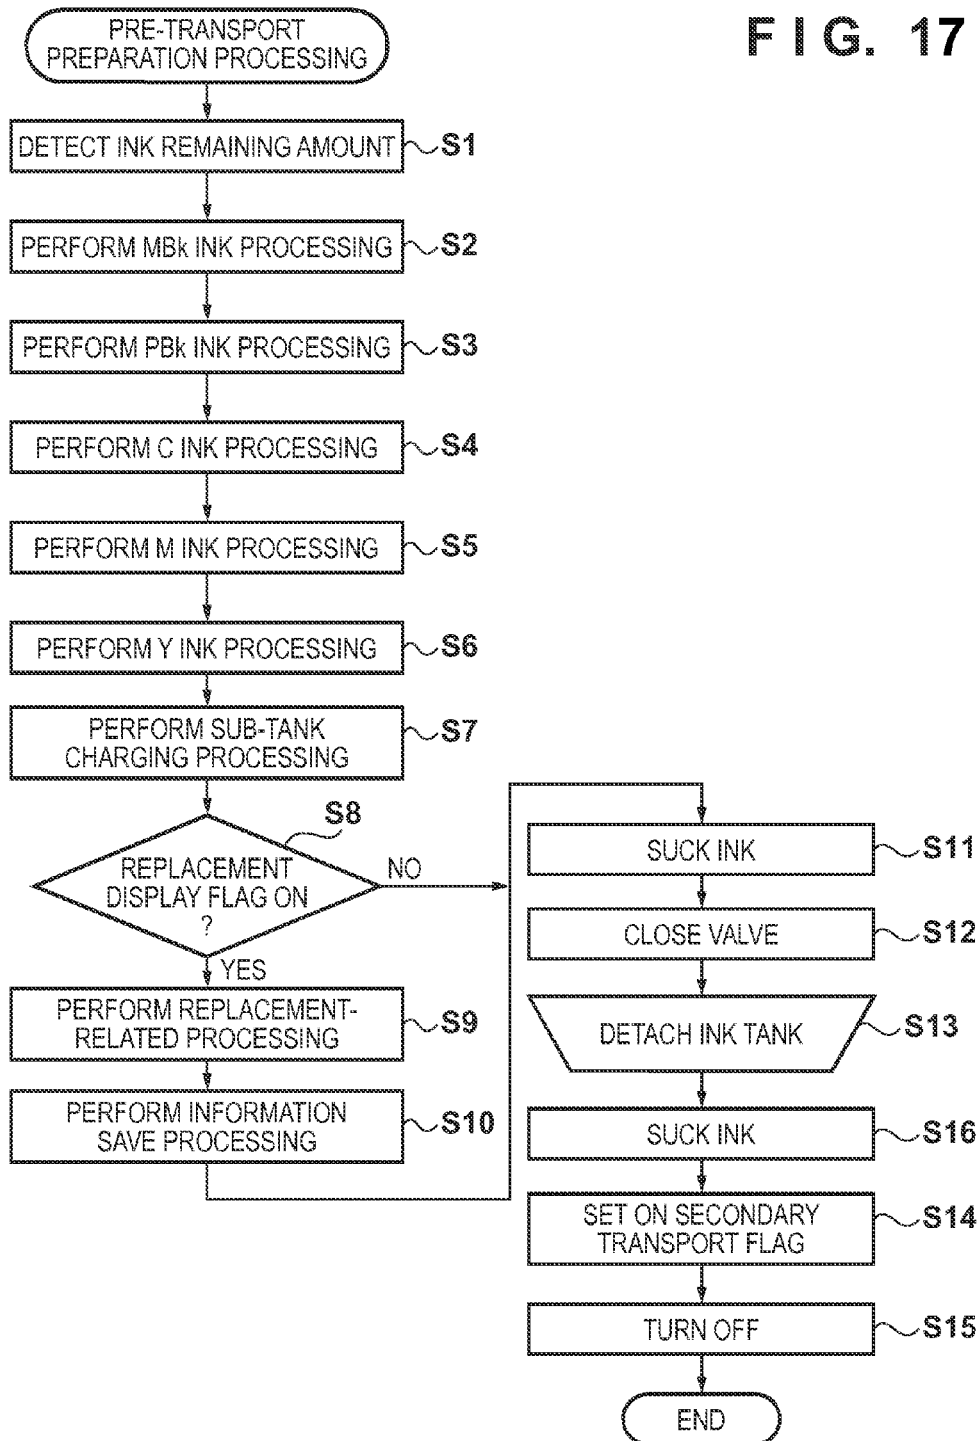 FIG. 17
PRE-TRANSPORT
PREPARATION PROCESSING
DETECT INK REMAINING AMOUNT
S1
PERFORM MBk INK PROCESSING
S2
PERFORM PBk INK PROCESSING
S3
PERFORM C INK PROCESSING
S4
PERFORM M INK PROCESSING
S5
PERFORM Y INK PROCESSING
S6
PERFORM SUB-TANK
CHARGING PROCESSING
S7
S8
REPLACEMENT
DISPLAY FLAG ON
?
NO
YES
PERFORM REPLACEMENT-
RELATED PROCESSING
S9
PERFORM INFORMATION
SAVE PROCESSING
S10
SUCK INK
S11
CLOSE VALVE
S12
DETACH INK TANK
S13
SUCK INK
S16
SET ON SECONDARY
TRANSPORT FLAG
S14
TURN OFF
S15
END